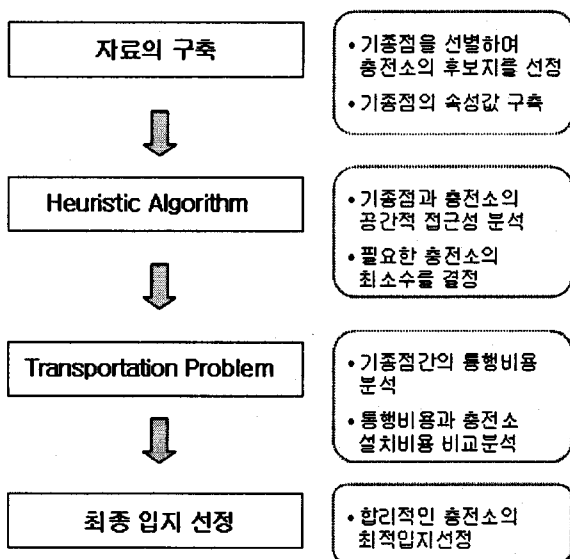 자료의 구축
• 기종점을 선별하여
충전소의 후보지를 선정
• 기종점의 속성값 구축
Heuristic Algorithm
• 기종점과 충전소의
공간적 접근성 분석
• 필요한 충전소의
최소수를 결정
Transportation Problem
• 기종점간의 통행비용
분석
• 통행비용과 충전소
설치비용 비교분석
최종 입지 선정
• 합리적인 충전소의
최적입지선정